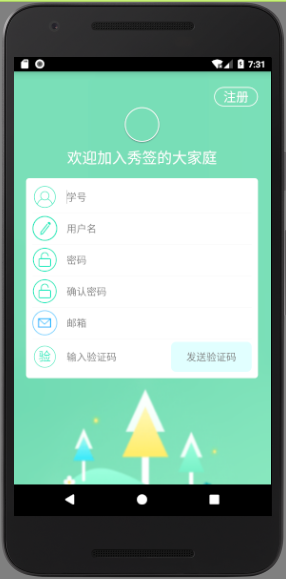 7:31
注册
欢迎加入秀签的大家庭
学号
用户名
密码
确认密码
邮箱
验 输入验证码 发送验证码